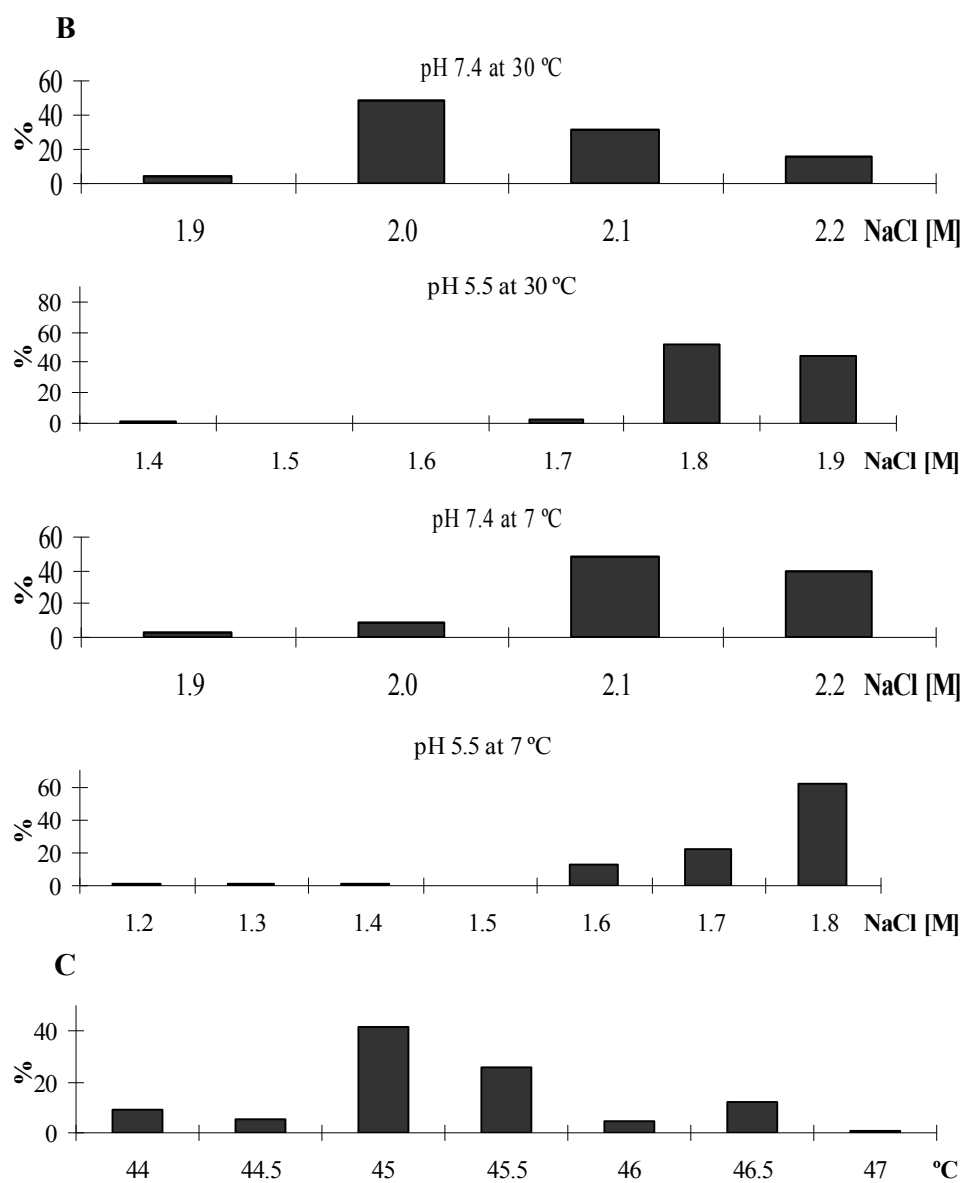 B
pH 7.4 at 30 ºC
60
40
20
0
%
1.9 2.0 2.1 2.2 NaCl [M]
pH 5.5 at 30 ºC
80
60
40
20
0
%
1.4 1.5 1.6 1.7 1.8 1.9 NaCl [M]
pH 7.4 at 7 ºC
60
40
20
0
%
1.9 2.0 2.1 2.2 NaCl [M]
pH 5.5 at 7 ºC
60
40
20
0
%
1.2 1.3 1.4 1.5 1.6 1.7 1.8 NaCl [M]
C
40
20
0
%
44 44.5 45 45.5 46 46.5 47 ºC